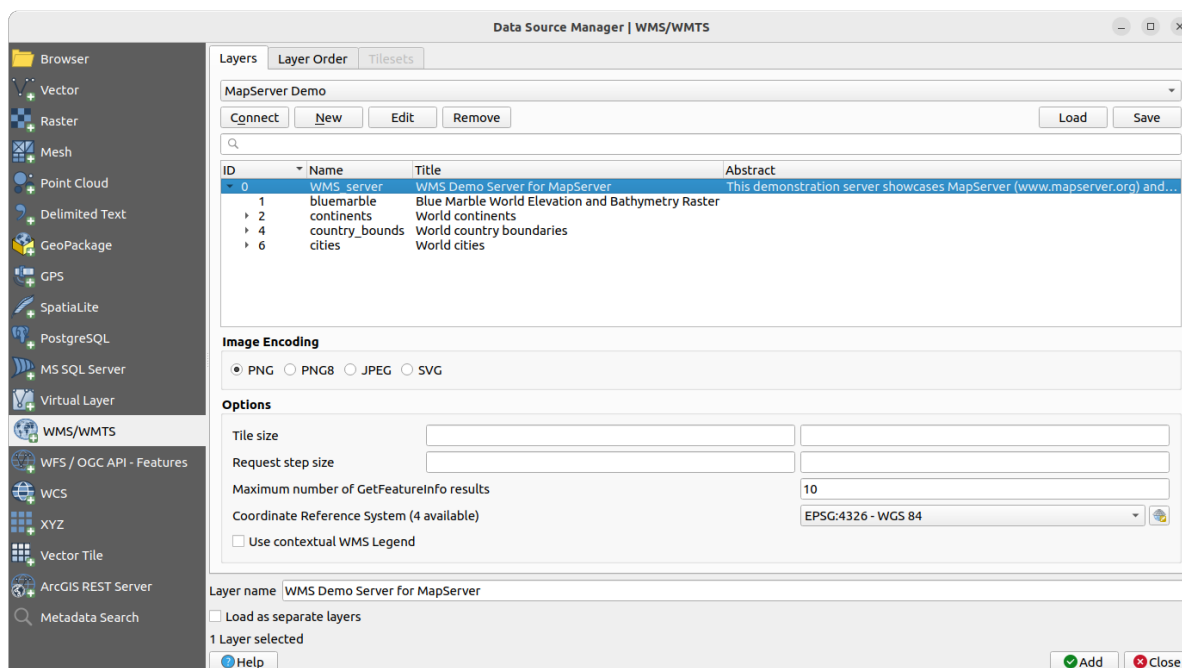 Data Source Manager | WMS/WMTS
Browser
Vector
Raster
Mesh
Point Cloud
Delimited Text
GeoPackage
GPS
SpatiaLite
PostgreSQL
MS SQL Server
Virtual Layer
WMS/WMTS
WFS / OGC API - Features
WCS
XYZ
Vector Tile
ArcGIS REST Server
Metadata Search
Layers Layer Order Tilesets
MapServer Demo
Connect New Edit Remove Load Save
ID Name Title Abstract
0 WMS_server WMS Demo Server for MapServer This demonstration server showcases MapServer (www.mapserver.org) and...
1 bluemarble Blue Marble World Elevation and Bathymetry Raster
2 continents World continents
4 country_bounds World country boundaries
6 cities World cities
Image Encoding
PNG PNG8 JPEG SVG
Options
Tile size
Request step size
Maximum number of GetFeatureInfo results 10
Coordinate Reference System (4 available) EPSG:4326 - WGS 84
Use contextual WMS Legend
Layer name WMS Demo Server for MapServer
Load as separate layers
1 Layer selected
Help Add Close